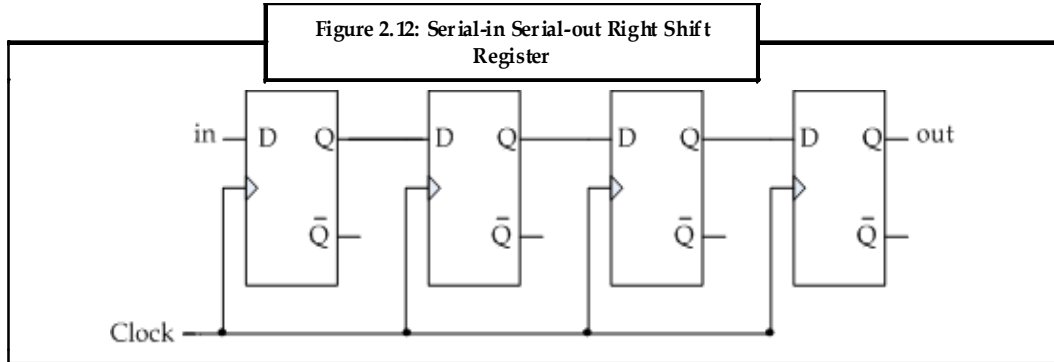 Figure 2.12: Serial-in Serial-out Right Shift
Register
in D Q D Q D Q D Q out
Q̄ Q̄ Q̄ Q̄
Clock